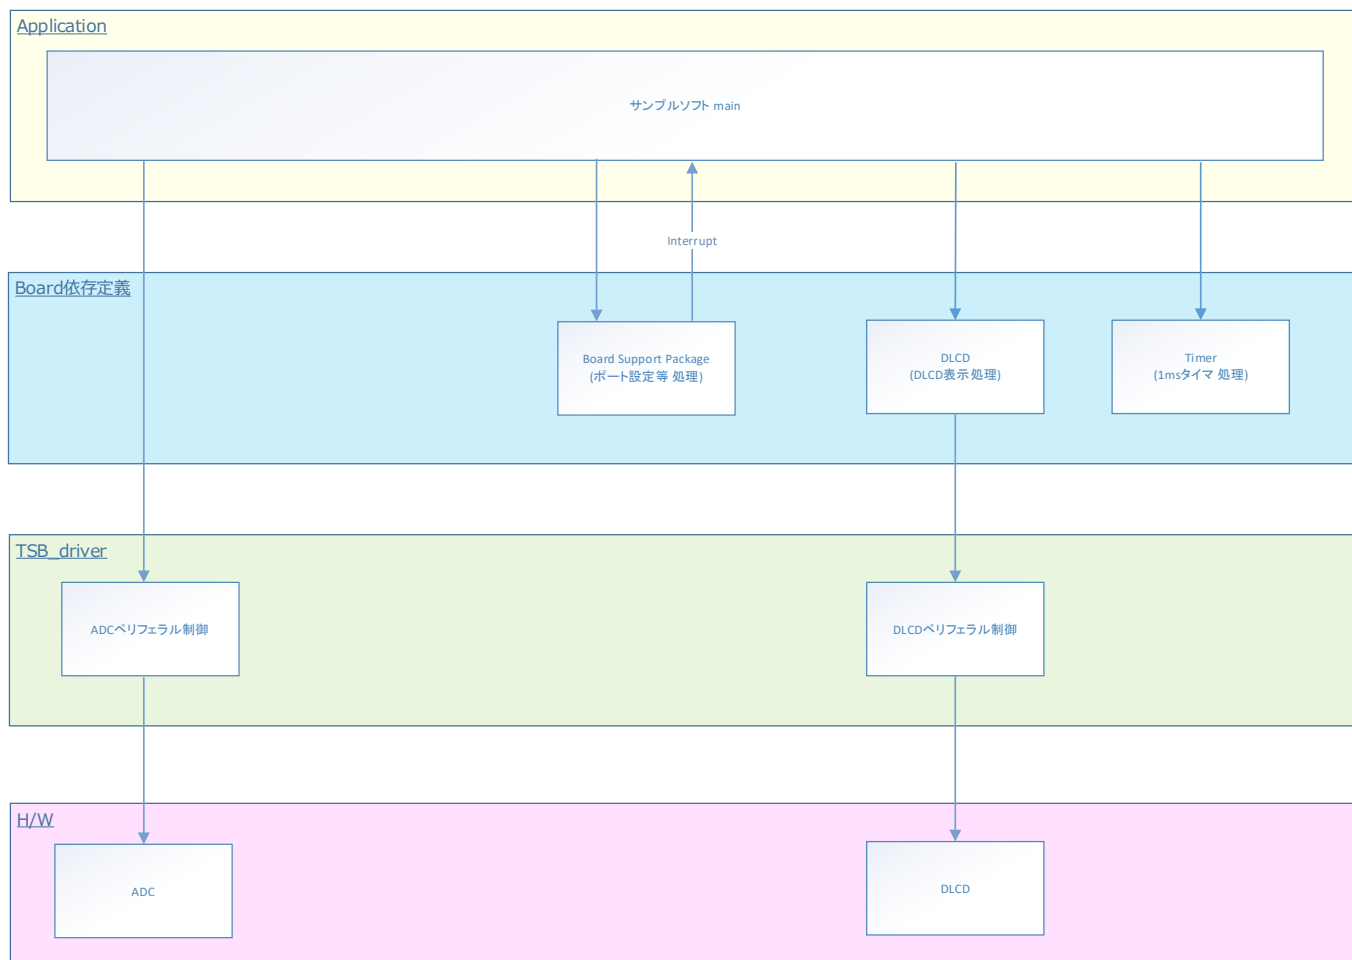 Application
サンプルソフト main
Interrupt
Board依存定義
Board Support Package
(ポート設定等 処理)
DLCD
(DLCD表示処理)
Timer
(1msタイマ 処理)
TSB_driver
ADCペリフェラル制御
DLCDペリフェラル制御
H/W
ADC
DLCD